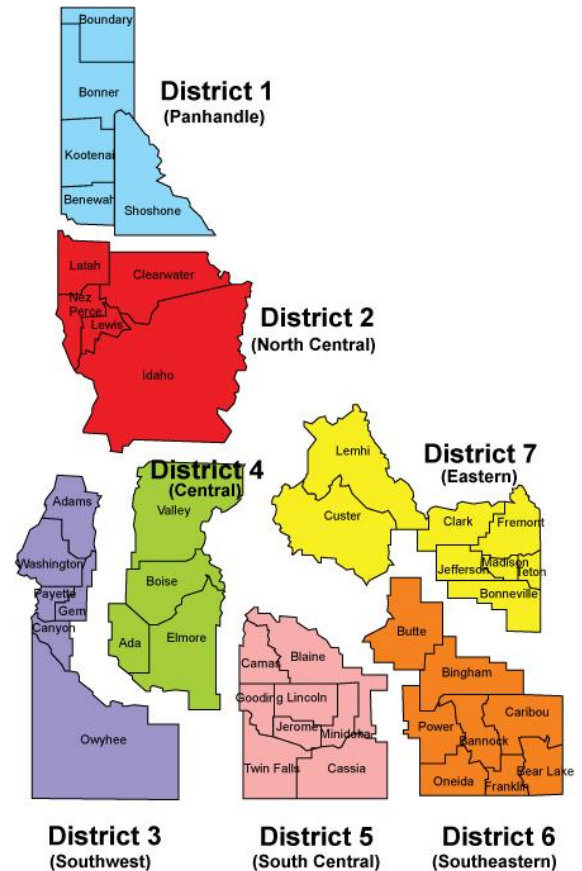 Boundary
Bonner
District 1
(Panhandle)
Kootenai
Benewah
Shoshone
Latah
Clearwater
Nez
Perce
Lewis
District 2
(North Central)
Idaho
District 4
(Central)
Adams
Valley
Washington
Boise
Payette
Gem
Canyon
Ada
Elmore
Owyhee
District 3
(Southwest)
Lemhi
District 7
(Eastern)
Custer
Clark
Fremont
Madison
Jefferson
Teton
Bonneville
Blaine
Camas
Gooding
Lincoln
Jerome
Minidoka
Twin Falls
Cassia
District 5
(South Central)
Butte
Bingham
Caribou
Power
Bannock
Bear Lake
Oneida
Franklin
District 6
(Southeastern)